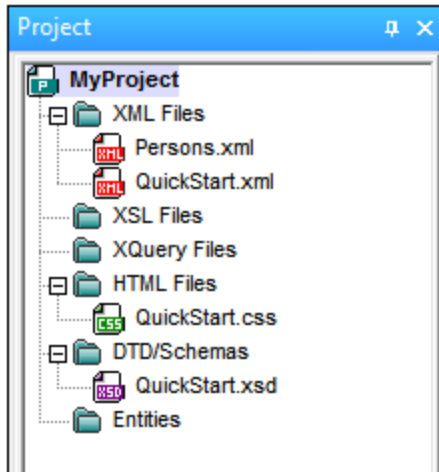 Project
MyProject
XML Files
XML Persons.xml
XML QuickStart.xml
XSL Files
XQuery Files
HTML Files
CSS QuickStart.css
DTD/Schemas
XSD QuickStart.xsd
Entities